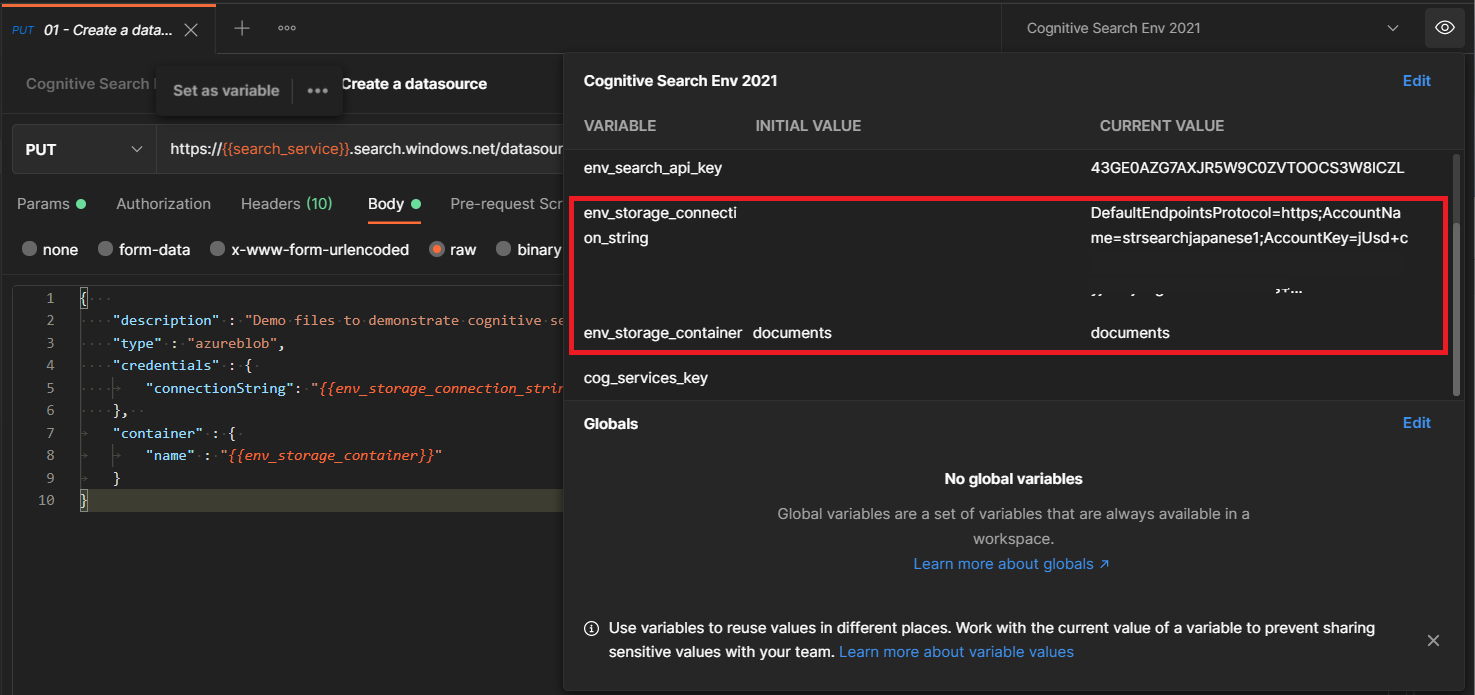 PUT 01 - Create a data...
Cognitive Search Env 2021
Cognitive Search
Set as variable
Create a datasource
PUT
https://{{search_service}}.search.windows.net/datasour
Params
Authorization
Headers (10)
Body
Pre-request Scr
none
form-data
x-www-form-urlencoded
raw
binary
1 {
2 "description" : "Demo files to demonstrate cognitive se
3 "type" : "azureblob",
4 "credentials" : {
5 "connectionString": "{{env_storage_connection_strin
6 },
7 "container" : {
8 "name" : "{{env_storage_container}}"
9 }
10 }
Cognitive Search Env 2021
Edit
VARIABLE
INITIAL VALUE
CURRENT VALUE
env_search_api_key
43GE0AZG7AXJR5W9C0ZVTOOCS3W8ICZL
env_storage_connecti
on_string
DefaultEndpointsProtocol=https;AccountNa
me=strsearchjapanese1;AccountKey=jUsd+c
env_storage_container
documents
documents
cog_services_key
Globals
Edit
No global variables
Global variables are a set of variables that are always available in a
workspace.
Learn more about globals ↗
Use variables to reuse values in different places. Work with the current value of a variable to prevent sharing
sensitive values with your team. Learn more about variable values